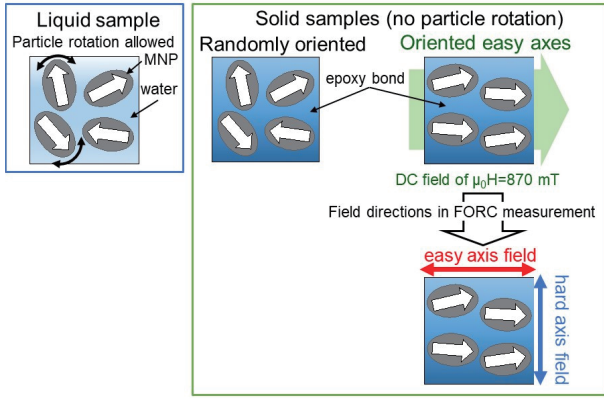 Liquid sample
Particle rotation allowed
MNP
water
Solid samples (no particle rotation)
Randomly oriented
Oriented easy axes
epoxy bond
DC field of μ₀H=870 mT
Field directions in FORC measurement
easy axis field
hard axis field